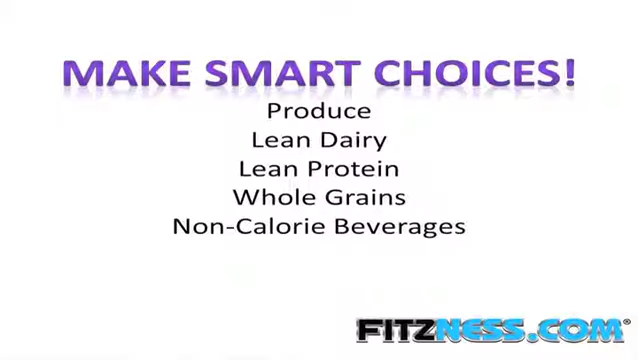 MAKE SMART CHOICES!
Produce
Lean Dairy
Lean Protein
Whole Grains
Non-Calorie Beverages
FITZNESS.COM®